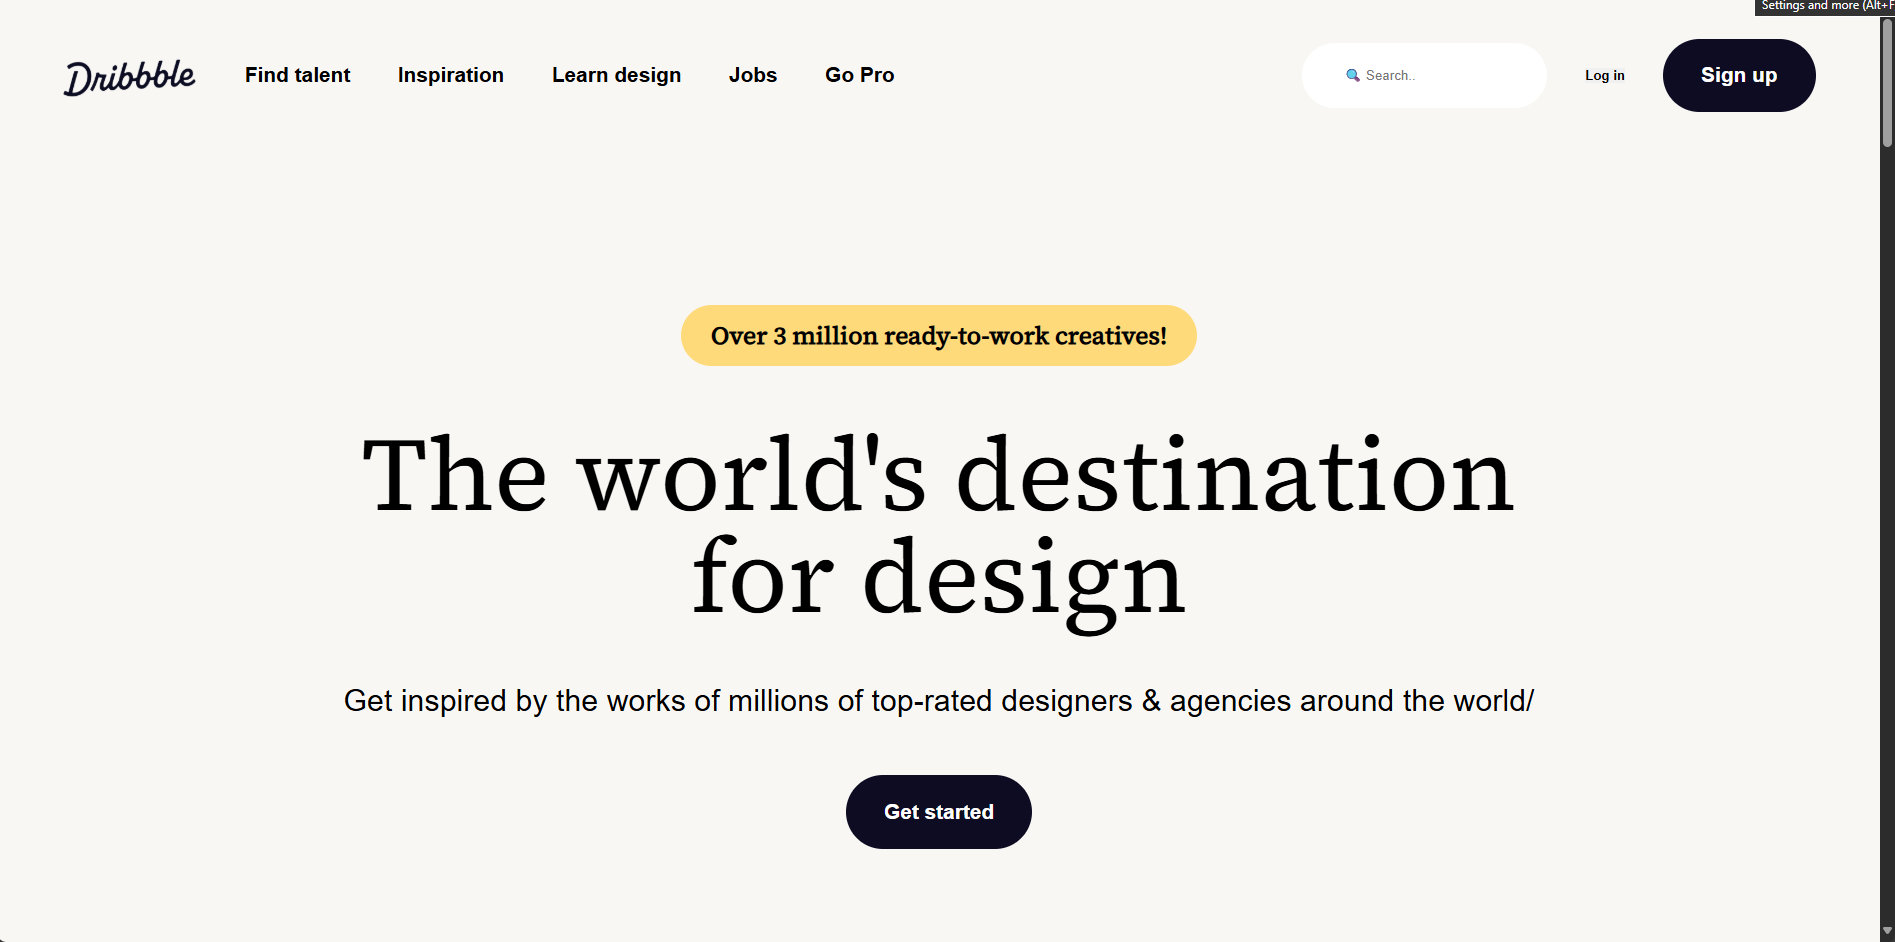 Settings and more (Alt+F
Dribbble
Find talent
Inspiration
Learn design
Jobs
Go Pro
Search..
Log in
Sign up
Over 3 million ready-to-work creatives!
The world's destination
for design
Get inspired by the works of millions of top-rated designers & agencies around the world/
Get started